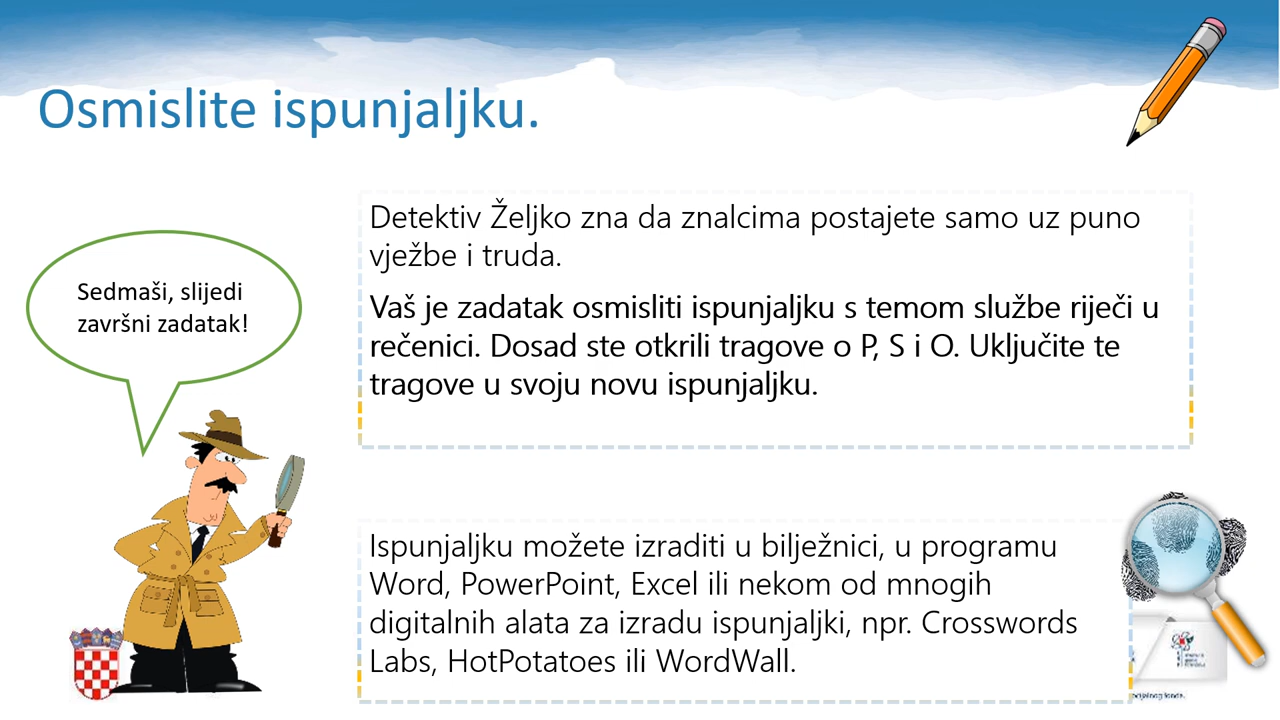 Osmislite ispunjaljku.
Sedmaši, slijedi
završni zadatak!
Detektiv Željko zna da znalcima postajete samo uz puno
vježbe i truda.
Vaš je zadatak osmisliti ispunjaljku s temom službe riječi u
rečenici. Dosad ste otkrili tragove o P, S i O. Uključite te
tragove u svoju novu ispunjaljku.
Ispunjaljku možete izraditi u bilježnici, u programu
Word, PowerPoint, Excel ili nekom od mnogih
digitalnih alata za izradu ispunjaljki, npr. Crosswords
Labs, HotPotatoes ili WordWall.